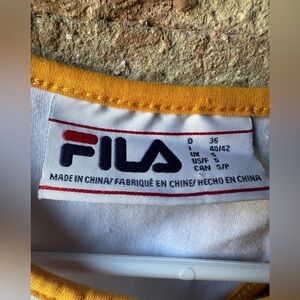 FILA
D 36
I 40/42
UK S
US/F S
CAN S/P
MADE IN CHINA/ FABRIQUÉ EN CHINE/ HECHO EN CHINA